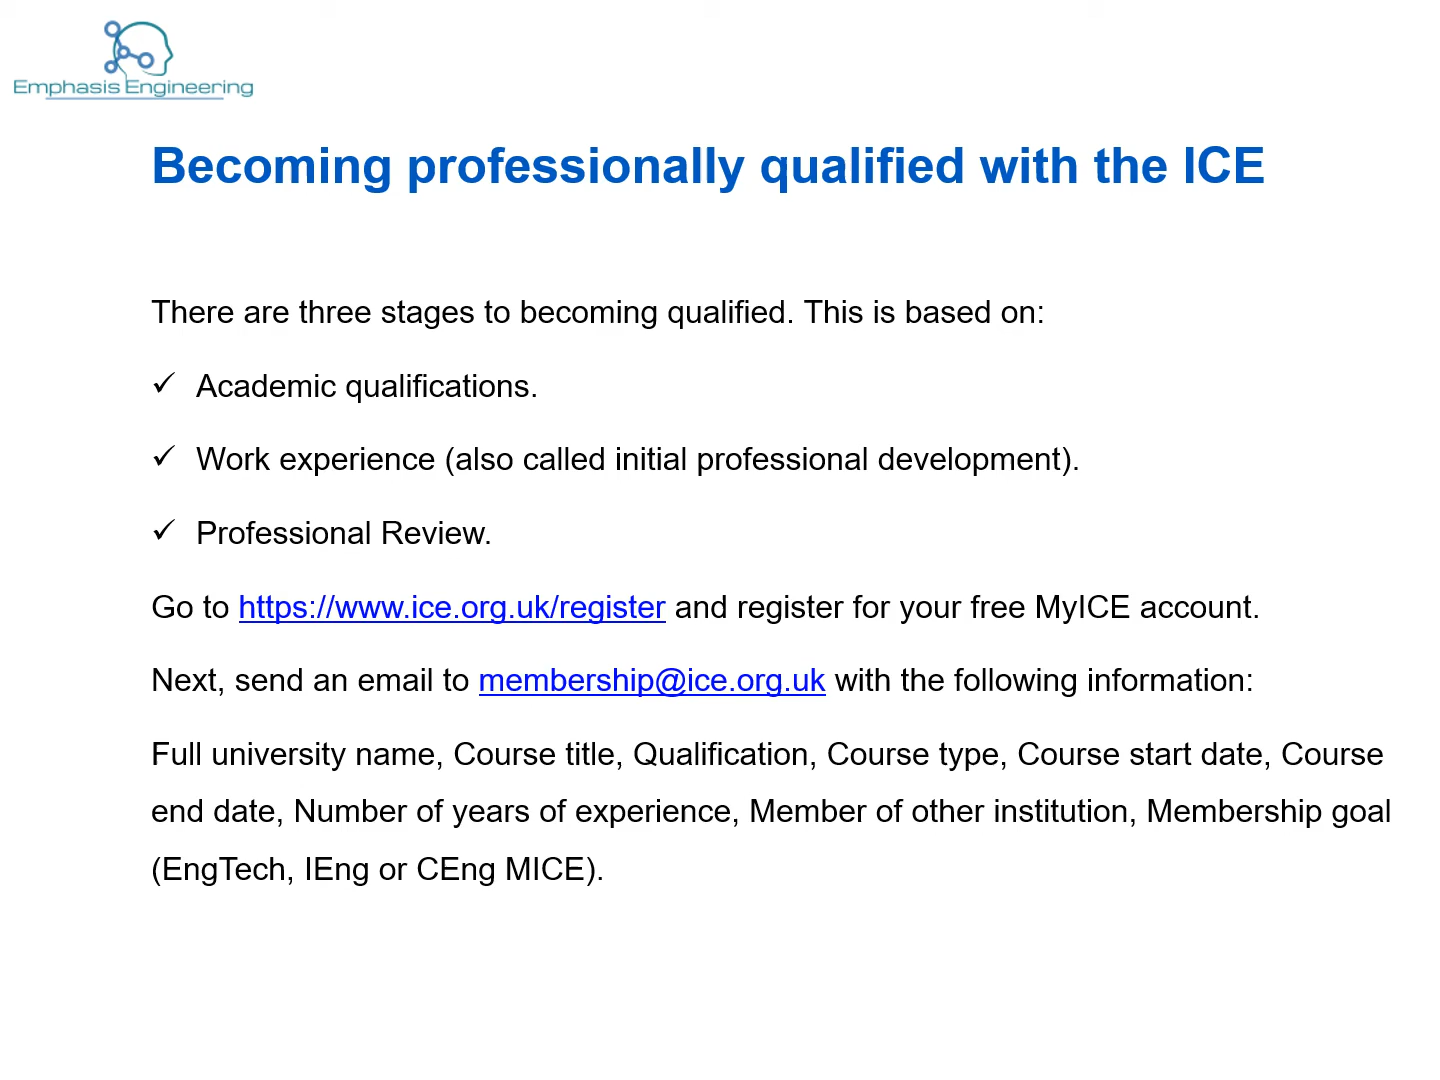 Emphasis Engineering
Becoming professionally qualified with the ICE
There are three stages to becoming qualified. This is based on:
✓ Academic qualifications.
✓ Work experience (also called initial professional development).
✓ Professional Review.
Go to https://www.ice.org.uk/register and register for your free MyICE account.
Next, send an email to membership@ice.org.uk with the following information:
Full university name, Course title, Qualification, Course type, Course start date, Course
end date, Number of years of experience, Member of other institution, Membership goal
(EngTech, IEng or CEng MICE).